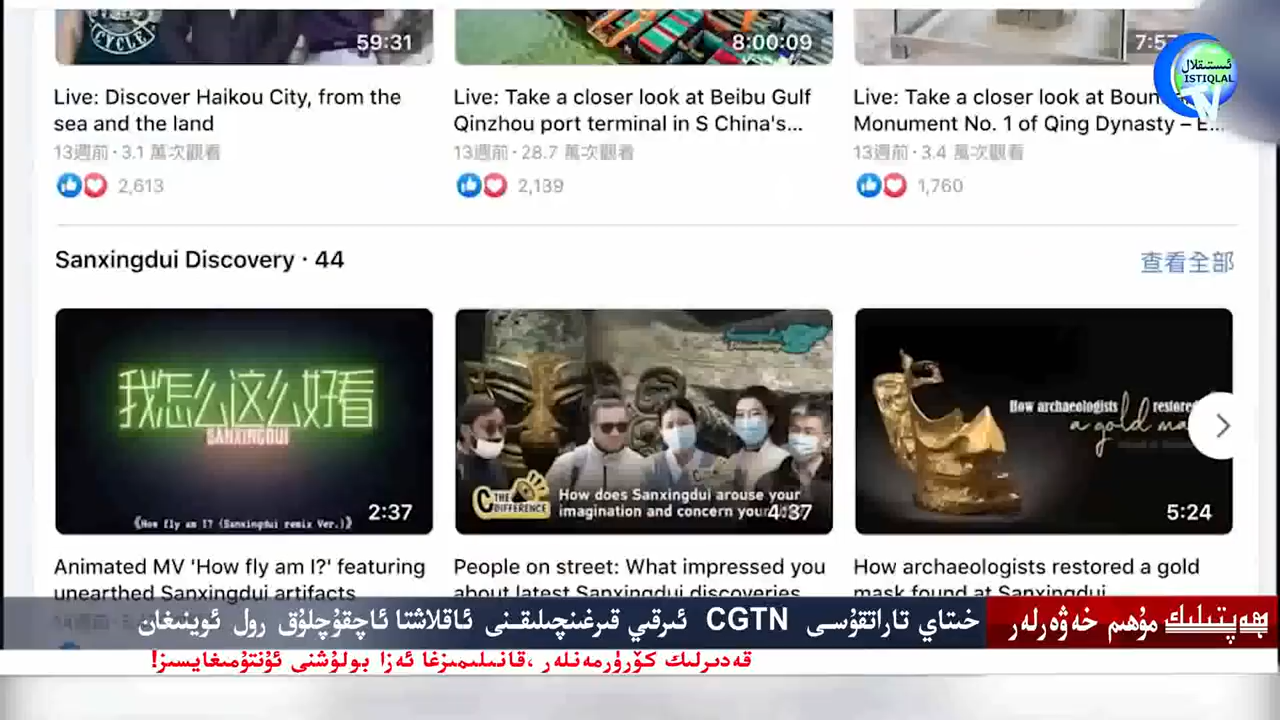 59:31
8:00:09
7:57
ئىستىقلال
ISTIQLAL
TV
Live: Discover Haikou City, from the
sea and the land
13週前 · 3.1 萬次觀看
2,613
Live: Take a closer look at Beibu Gulf
Qinzhou port terminal in S China's...
13週前 · 28.7 萬次觀看
2,139
Live: Take a closer look at
Monument No. 1 of Qing Dynasty – E...
13週前 · 3.4 萬次觀看
1,760
Sanxingdui Discovery · 44
查看全部
我怎么这么好看
SANXINGDUI
《How fly am I? (Sanxingdui remix Ver.)》
2:37
THE
C DIFFERENCE
How does Sanxingdui arouse your
imagination and concern your
4:37
How archaeologists restored
a gold ma
5:24
Animated MV 'How fly am I?' featuring
unearthed Sanxingdui artifacts
People on street: What impressed you
about latest Sanxingdui discoveries
How archaeologists restored a gold
mask found at Sanxingdui
ھەپتىلىك مۇھىم خەۋەرلەر
خىتاي تاراتقۇسى CGTN ئىرقىي قىرغىنچىلىقنى ئاقلاشتا ئاچقۇچلۇق رول ئوينىغان
قەدىرلىك كۆرۈرمەنلەر ،قانىلىمىزغا ئەزا بولۇشنى ئۇنتۇمىغايسىز!